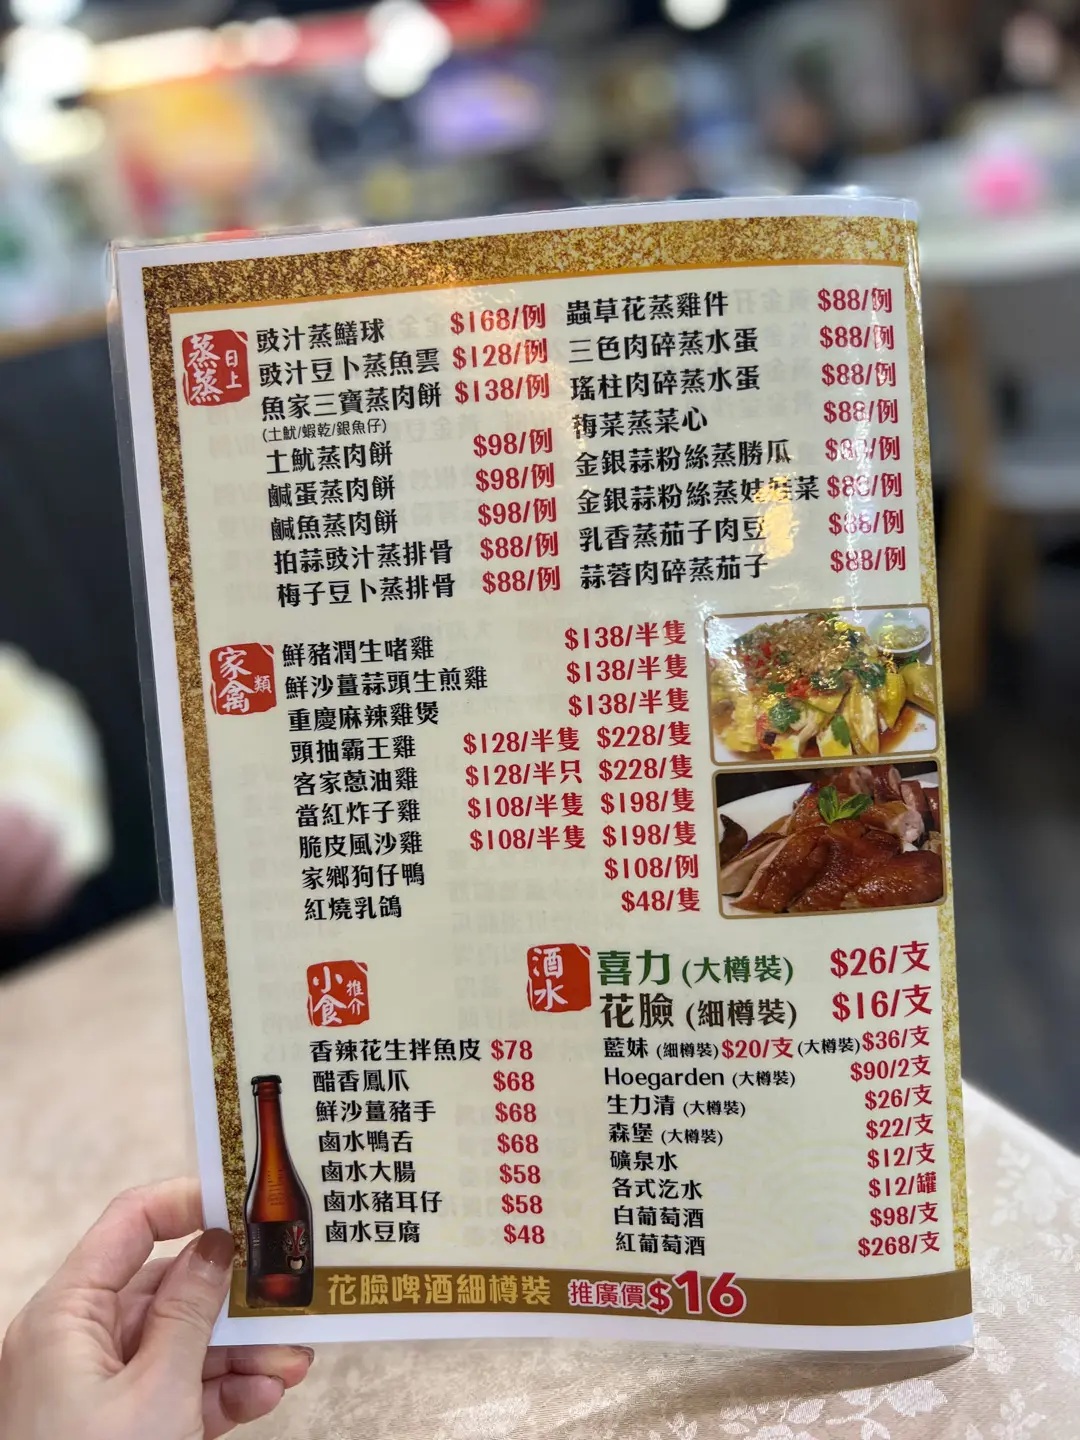 蒸蒸日上
豉汁蒸鱔球 $168/例
豉汁豆卜蒸魚雲 $128/例
魚家三寶蒸肉餅 $138/例
(土魷/蝦乾/銀魚仔)
土魷蒸肉餅 $98/例
鹹蛋蒸肉餅 $98/例
鹹魚蒸肉餅 $98/例
拍蒜豉汁蒸排骨 $88/例
梅子豆卜蒸排骨 $88/例
蟲草花蒸雞件 $88/例
三色肉碎蒸水蛋 $88/例
瑤柱肉碎蒸水蛋 $88/例
梅菜蒸菜心 $88/例
金銀蒜粉絲蒸勝瓜 $88/例
金銀蒜粉絲蒸娃娃菜 $88/例
乳香蒸茄子肉豆 $88/例
蒜蓉肉碎蒸茄子 $88/例
家禽類
鮮豬潤生啫雞 $138/半隻
鮮沙薑蒜頭生煎雞 $138/半隻
重慶麻辣雞煲 $138/半隻
頭抽霸王雞 $128/半隻 $228/隻
客家蔥油雞 $128/半只 $228/隻
當紅炸子雞 $108/半隻 $198/隻
脆皮風沙雞 $108/半隻 $198/隻
家鄉狗仔鴨 $108/例
紅燒乳鴿 $48/隻
小食推介
香辣花生拌魚皮 $78
醋香鳳爪 $68
鮮沙薑豬手 $68
鹵水鴨舌 $68
鹵水大腸 $58
鹵水豬耳仔 $58
鹵水豆腐 $48
酒水
喜力 (大樽裝) $26/支
花臉 (細樽裝) $16/支
藍妹 (細樽裝) $20/支 (大樽裝) $36/支
Hoegarden (大樽裝) $90/2支
生力清 (大樽裝) $26/支
森堡 (大樽裝) $22/支
礦泉水 $12/支
各式汔水 $12/罐
白葡萄酒 $98/支
紅葡萄酒 $268/支
花臉啤酒細樽裝 推廣價$16